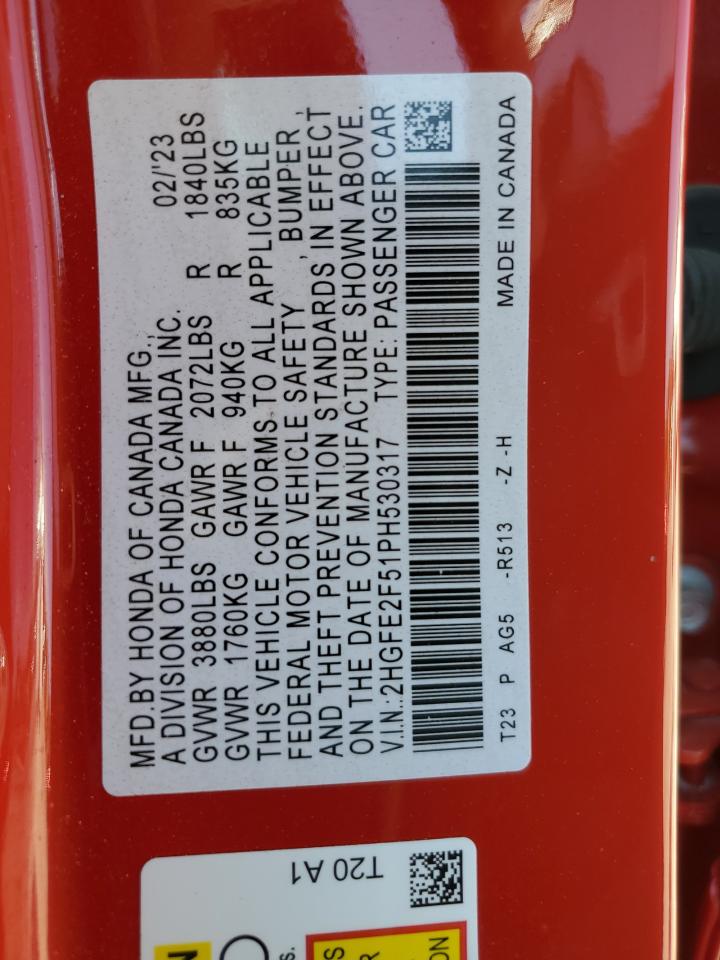 MFD.BY HONDA OF CANADA MFG.,
A DIVISION OF HONDA CANADA INC. 02/'23
GVWR 3880LBS GAWR F 2072LBS R 1840LBS
GVWR 1760KG GAWR F 940KG R 835KG
THIS VEHICLE CONFORMS TO ALL APPLICABLE
FEDERAL MOTOR VEHICLE SAFETY , BUMPER ,
AND THEFT PREVENTION STANDARDS IN EFFECT
ON THE DATE OF MANUFACTURE SHOWN ABOVE.
V.I.N.:2HGFE2F51PH530317 TYPE: PASSENGER CAR
T23 P AG5 -R513 -Z -H MADE IN CANADA
T20 A1